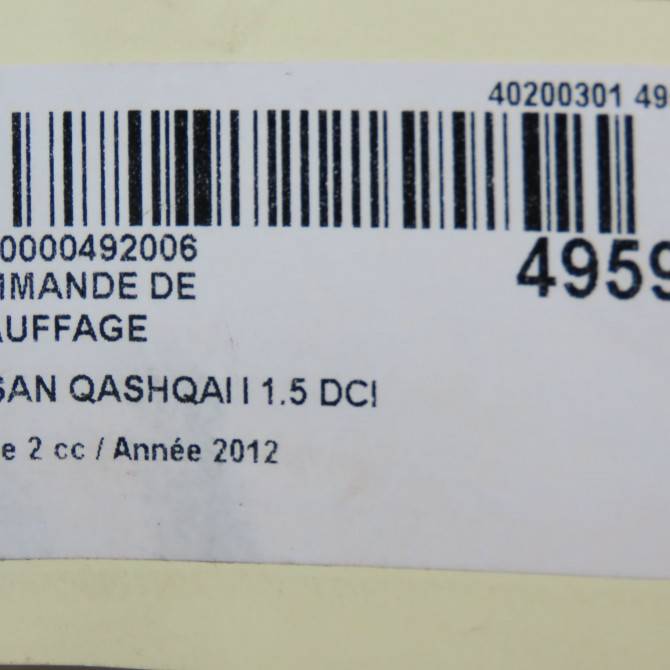 40200301 49
0000492006
4959
MMANDE DE
AUFFAGE
SAN QASHQAI I 1.5 DCI
e 2 cc / Année 2012